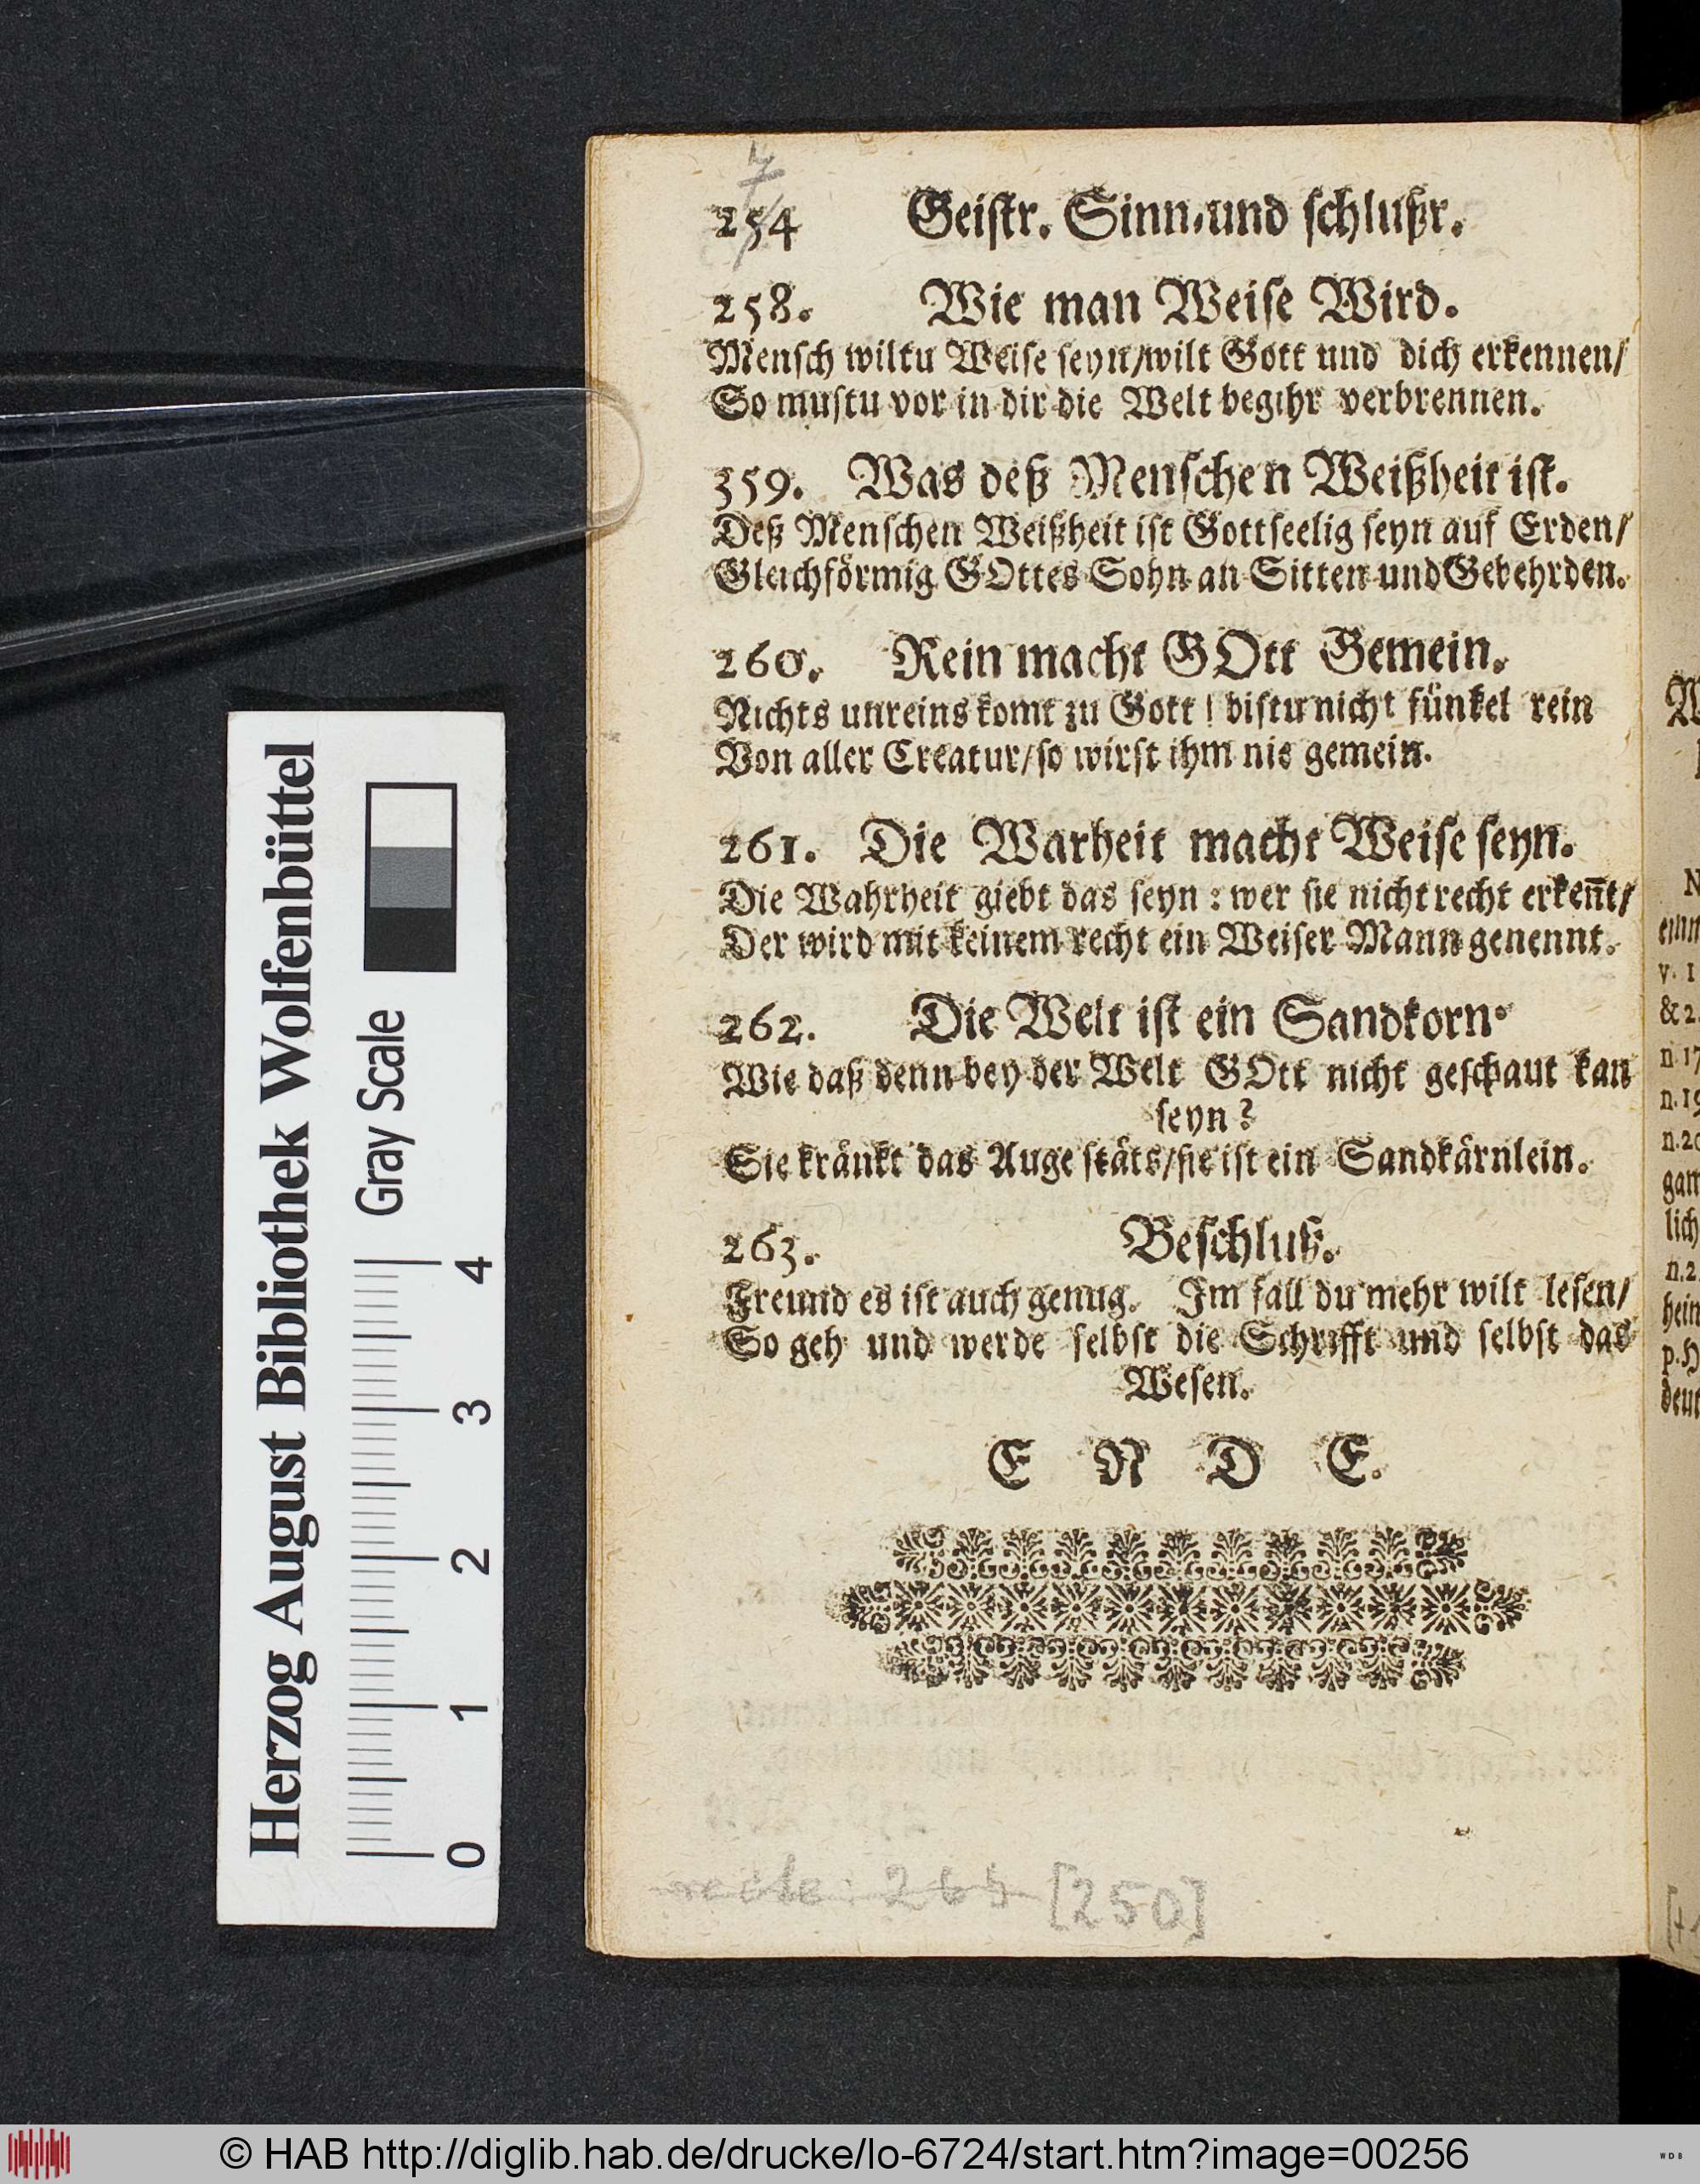 254 Geistr. Sinn-und schlußr.
258. Wie man Weise Wird.
Mensch wiltu Weise seyn/wilt Gott und dich erkennen/
So mustu vor in dir die Welt begihr verbrennen.
359. Was deß Menschen Weißheit ist.
Deß Menschen Weißheit ist Gottseelig seyn auf Erden/
Gleichförmig GOttes Sohn an Sitten und Gebehrden.
260. Rein macht GOtt Gemein.
Nichts unreins komt zu Gott! bistu nicht fünkel rein
Von aller Creatur/so wirst ihm nie gemein.
261. Die Warheit macht Weise seyn.
Die Wahrheit giebt das seyn: wer sie nicht recht erkeñt/
Der wird mit keinem recht ein Weiser Mann genennt.
262. Die Welt ist ein Sandkorn.
Wie daß denn bey der Welt GOtt nicht geschaut kan
seyn?
Sie kränkt das Auge stäts/sie ist ein Sandkärnlein.
263. Beschluß.
Freund es ist auch genug. Im fall du mehr wilt lesen/
So geh und werde selbst die Schrifft und selbst das
Wesen.
E N D E.
recte: 265 [250]
Herzog August Bibliothek Wolfenbüttel
Gray Scale
0 1 2 3 4
© HAB http://diglib.hab.de/drucke/lo-6724/start.htm?image=00256
WDB